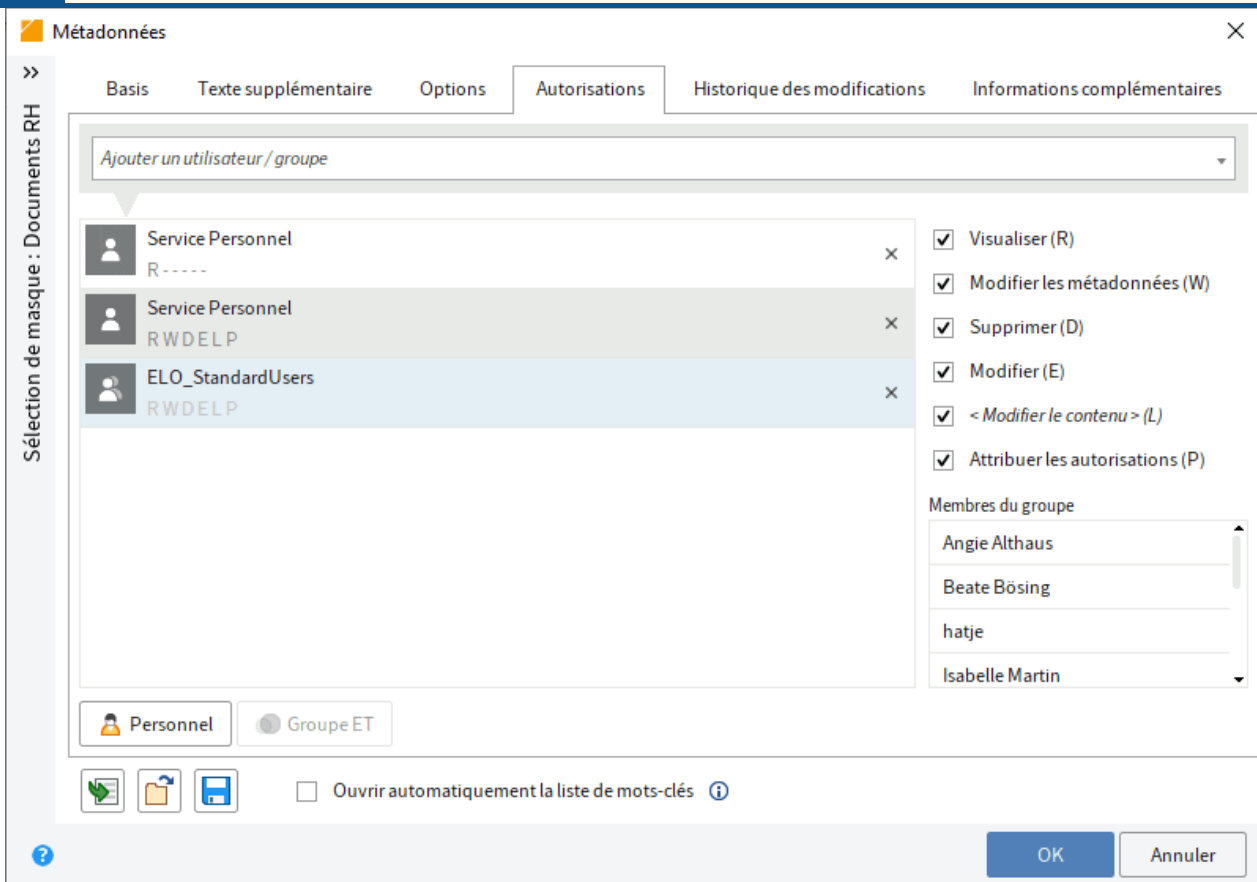 Métadonnées
Sélection de masque : Documents RH
Basis
Texte supplémentaire
Options
Autorisations
Historique des modifications
Informations complémentaires
Ajouter un utilisateur / groupe
Service Personnel
R - - - - -
Service Personnel
R W D E L P
ELO_StandardUsers
R W D E L P
Visualiser (R)
Modifier les métadonnées (W)
Supprimer (D)
Modifier (E)
< Modifier le contenu > (L)
Attribuer les autorisations (P)
Membres du groupe
Angie Althaus
Beate Bösing
hatje
Isabelle Martin
Personnel
Groupe ET
Ouvrir automatiquement la liste de mots-clés
OK
Annuler